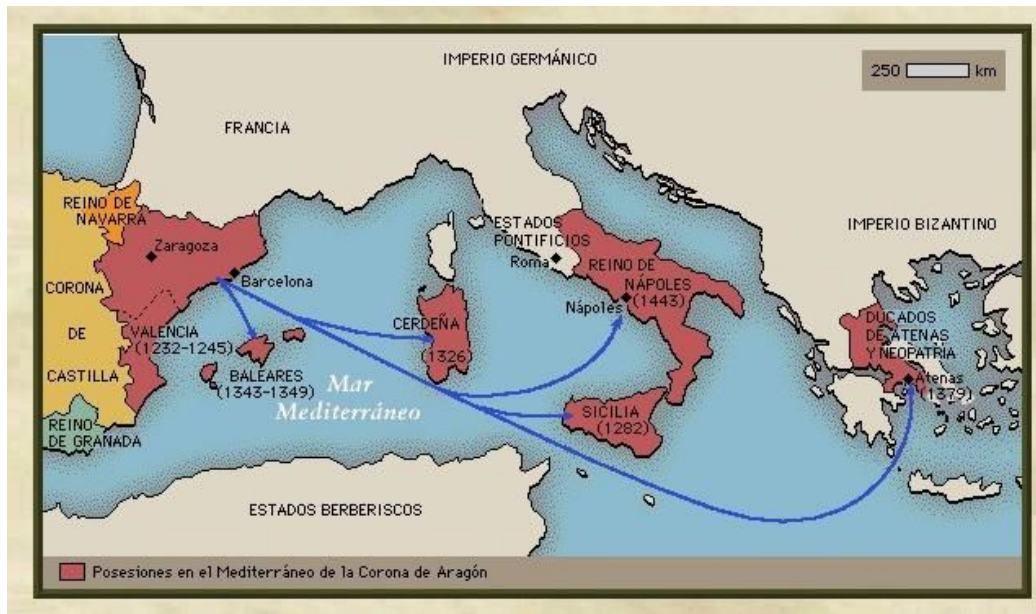 IMPERIO GERMÁNICO
250 km
FRANCIA
REINO DE
NAVARRA
Zaragoza
Barcelona
CORONA
DE
CASTILLA
VALENCIA
(1232-1245)
BALEARES
(1343-1349)
REINO
DE GRANADA
Mar
Mediterráneo
CERDEÑA
(1326)
ESTADOS
PONTIFICIOS
Roma
REINO DE
NÁPOLES
(1443)
Nápoles
SICILIA
(1282)
IMPERIO BIZANTINO
DUCADOS
DE ATENAS
Y NEOPATRIA
Atenas
(1379)
ESTADOS BERBERISCOS
Posesiones en el Mediterráneo de la Corona de Aragón